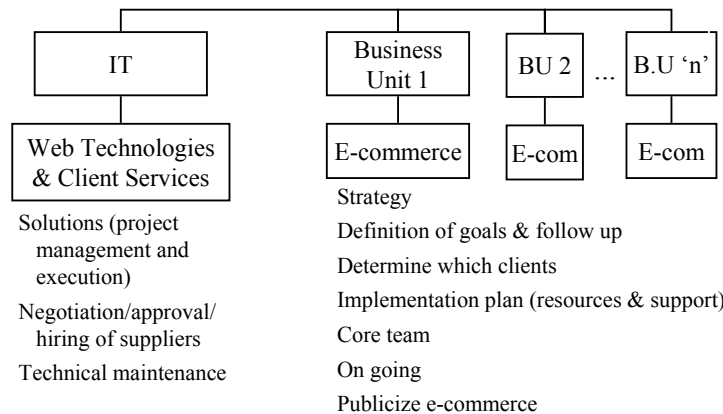 IT
Business
Unit 1
BU 2
...
B.U ‘n’
Web Technologies
& Client Services
E-commerce
E-com
E-com
Solutions (project
management and
execution)
Negotiation/approval/
hiring of suppliers
Technical maintenance
Strategy
Definition of goals & follow up
Determine which clients
Implementation plan (resources & support)
Core team
On going
Publicize e-commerce